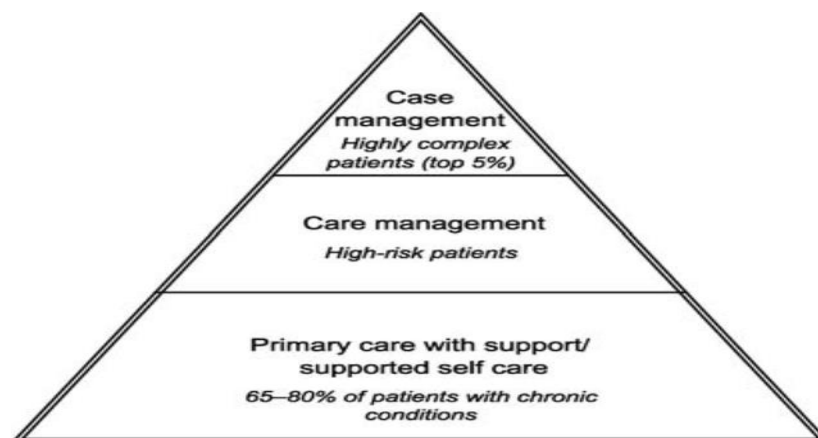 Case
management
Highly complex
patients (top 5%)
Care management
High-risk patients
Primary care with support/
supported self care
65–80% of patients with chronic
conditions